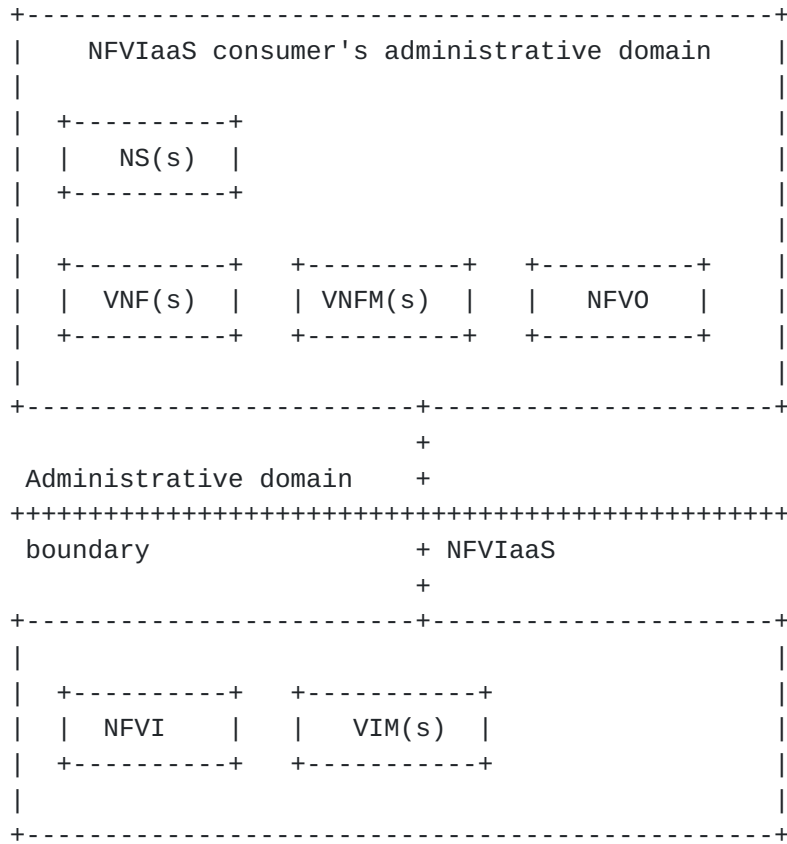 NFVIaaS consumer's administrative domain
NS(s)
VNF(s) VNFM(s) NFVO
Administrative domain
boundary NFVIaaS
NFVI VIM(s)